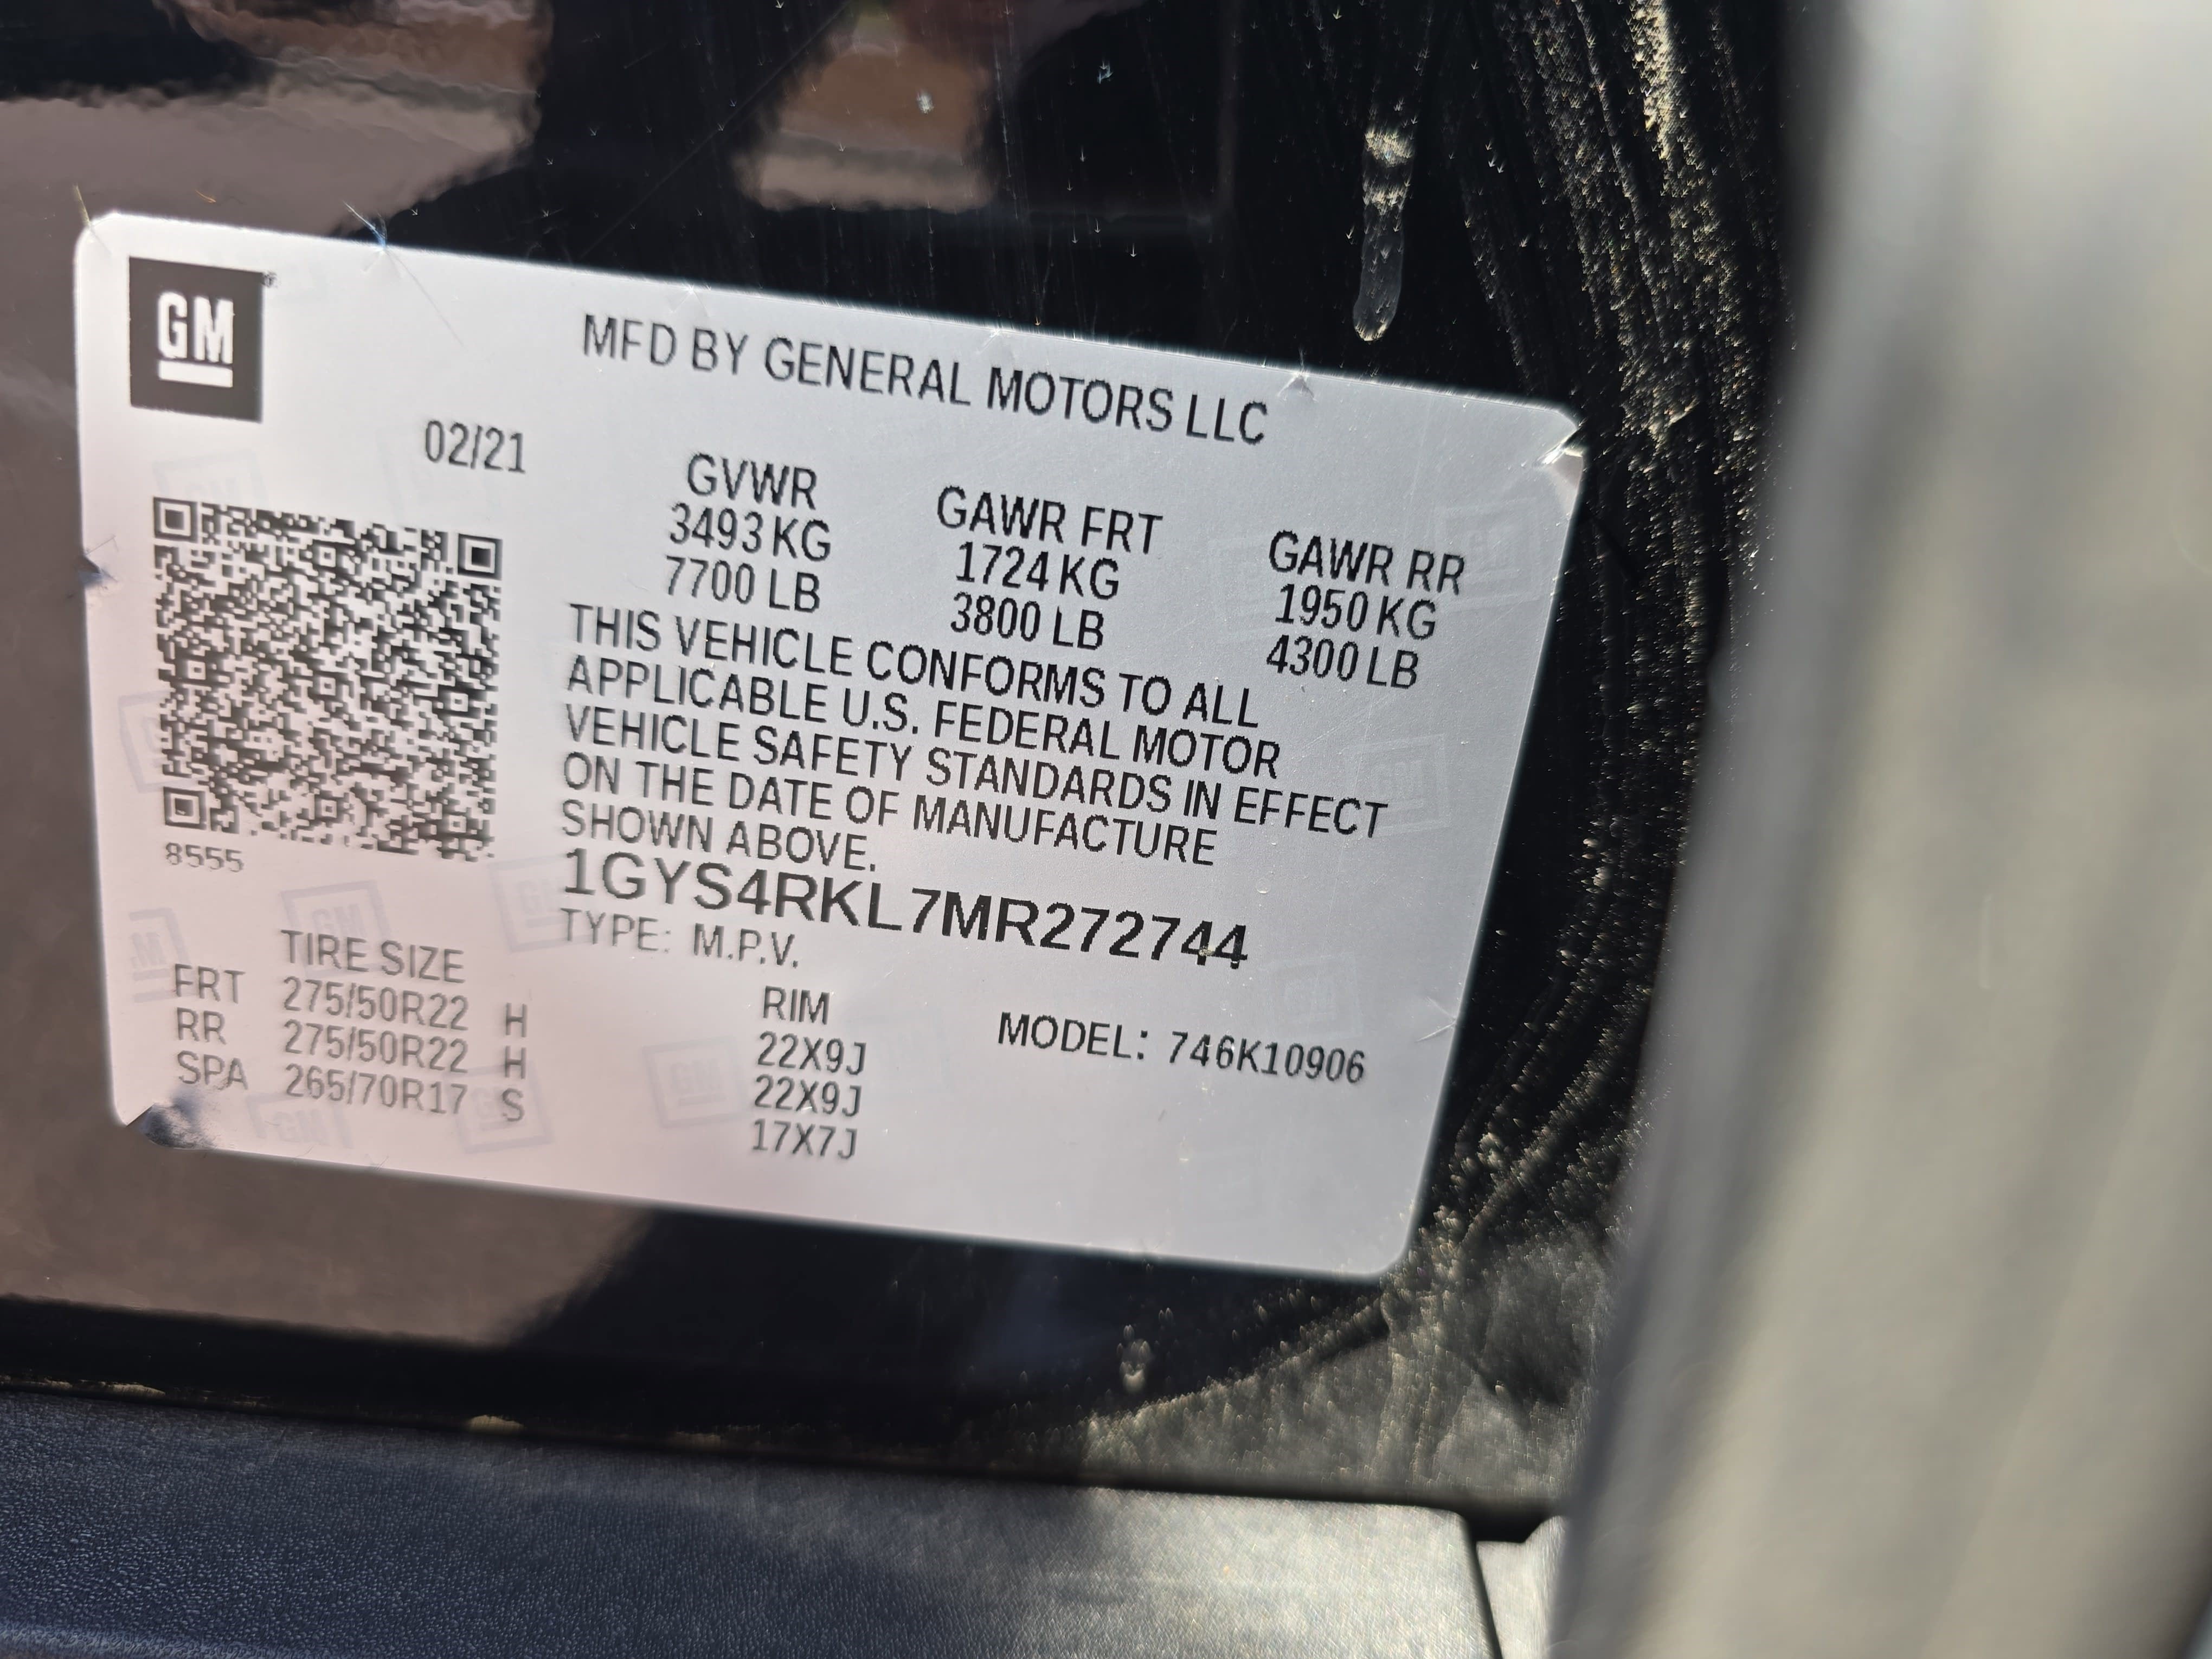 GM
MFD BY GENERAL MOTORS LLC
02/21
GVWR GAWR FRT GAWR RR
3493 KG 1724 KG 1950 KG
7700 LB 3800 LB 4300 LB
THIS VEHICLE CONFORMS TO ALL
APPLICABLE U.S. FEDERAL MOTOR
VEHICLE SAFETY STANDARDS IN EFFECT
ON THE DATE OF MANUFACTURE
SHOWN ABOVE.
8555
1GYS4RKL7MR272744
TYPE: M.P.V.
TIRE SIZE RIM MODEL: 746K10906
FRT 275/50R22 H 22X9J
RR 275/50R22 H 22X9J
SPA 265/70R17 S 17X7J